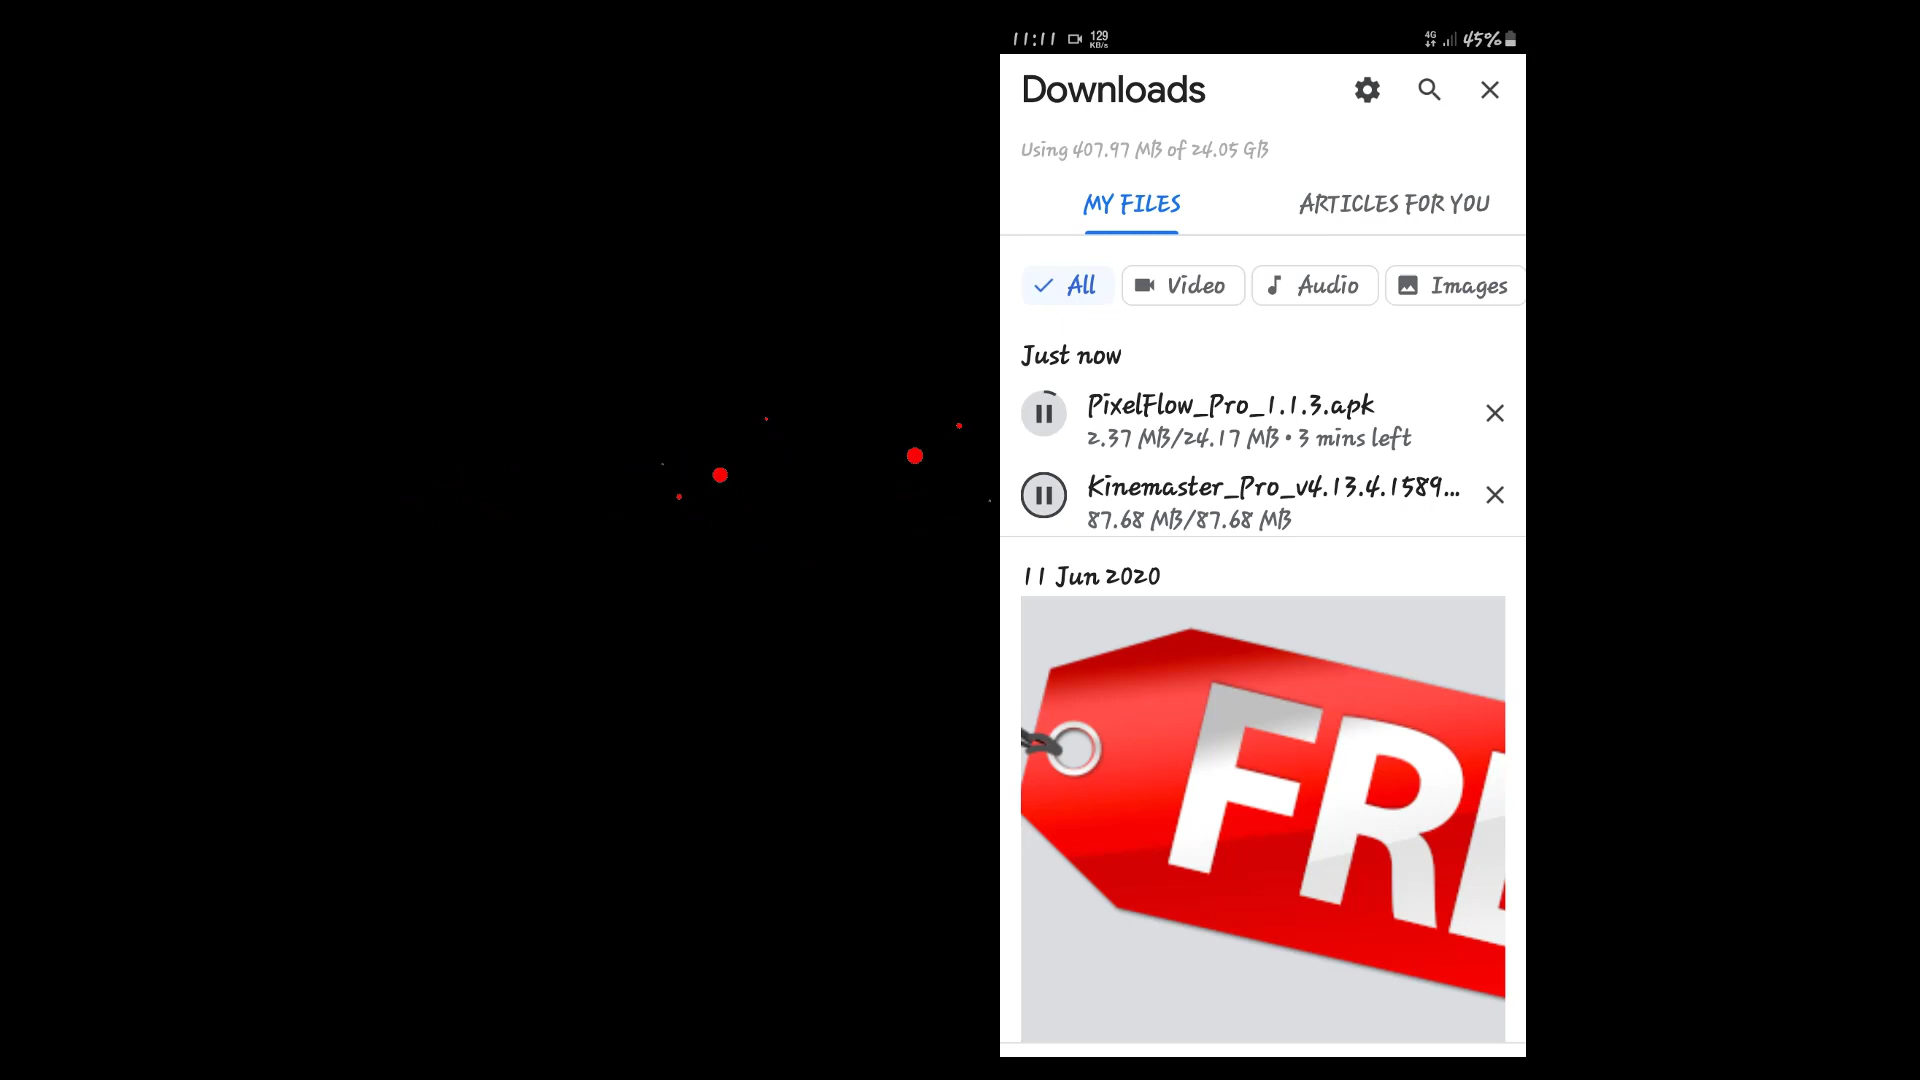 11:11 129 KB/s 4G 45%
Downloads
Using 407.97 MB of 24.05 GB
MY FILES ARTICLES FOR YOU
All Video Audio Images
Just now
PixelFlow_Pro_1.1.3.apk
2.37 MB/24.17 MB • 3 mins left
Kinemaster_Pro_v4.13.4.1589...
87.68 MB/87.68 MB
11 Jun 2020
FRE